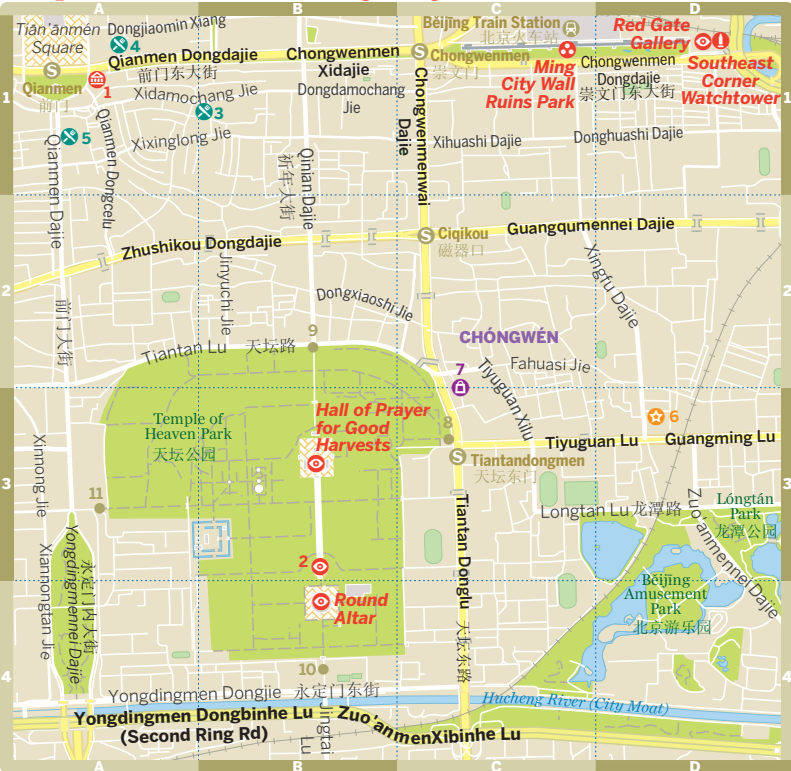 A
B
C
D
Tiān'ānmén
Square
Dongjiaomin Xiang
4
Qianmen Dongdajie
前门东大街
Chongwenmen
Xidajie
Dongdamochang
Jie
Běijīng Train Station
北京火车站
S
Chongwenmen
崇文门
Red Gate
Gallery
Ming
City Wall
Ruins Park
Chongwenmen
Dongdajie
崇文门东大街
Southeast
Corner
Watchtower
S
Qianmen
前门
1
Xidamochang Jie
3
1
1
5
Xixinglong Jie
Qianmen Dongcelu
Qianmen Dajie
Qinian Dajie
祈年大街
Chongwenmenwai
Dajie
Xihuashi Dajie
Donghuashi Dajie
Zhushikou Dongdajie
S
Ciqikou
磁器口
Guangqumennei Dajie
Xingfu Dajie
2
2
Jinyuchi Jie
Dongxiaoshi Jie
前门大街
9
Tiantan Lu
天坛路
CHÓNGWÉN
7
Fahuasi Jie
Tiyuguan Xilu
Temple of
Heaven Park
天坛公园
Hall of Prayer
for Good
Harvests
8
6
Tiyuguan Lu
Guangming Lu
S
Tiantandongmen
天坛东门
3
3
Xinnong Jie
11
Longtan Lu
龙潭路
Lóngtán
Park
龙潭公园
Zuo'anmennei Dajie
Tiantan Donglu
天坛东路
Xiannongtan Jie
Yongdingmennei Dajie
永定门内大街
2
Round
Altar
Běijīng
Amusement
Park
北京游乐园
4
4
10
Yongdingmen Dongjie
永定门东街
Hucheng River (City Moat)
Yongdingmen Dongbinhe Lu
(Second Ring Rd)
Jingtai
Lu
Zuo'anmenXibinhe Lu
A
B
C
D